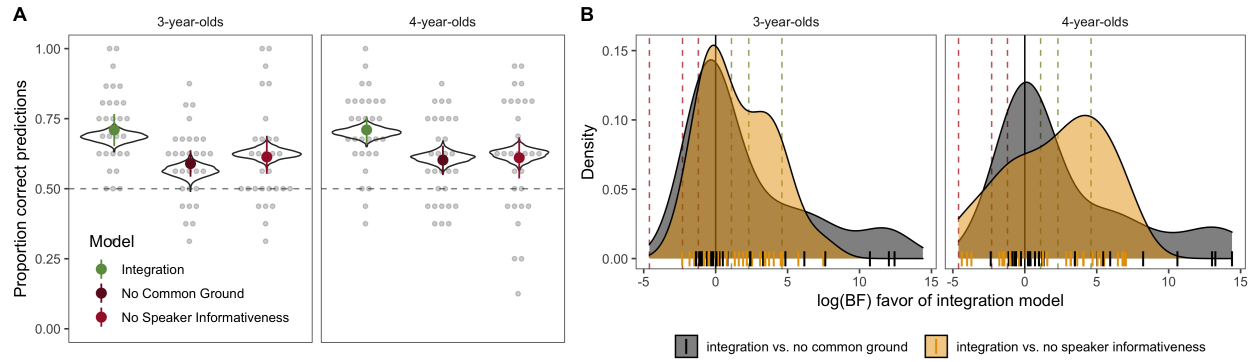 A
3-year-olds
4-year-olds
Proportion correct predictions
1.00
0.75
0.50
0.25
0.00
Model
Integration
No Common Ground
No Speaker Informativeness
B
3-year-olds
4-year-olds
Density
0.15
0.10
0.05
0.00
-5 0 5 10 15
-5 0 5 10 15
log(BF) favor of integration model
integration vs. no common ground
integration vs. no speaker informativeness